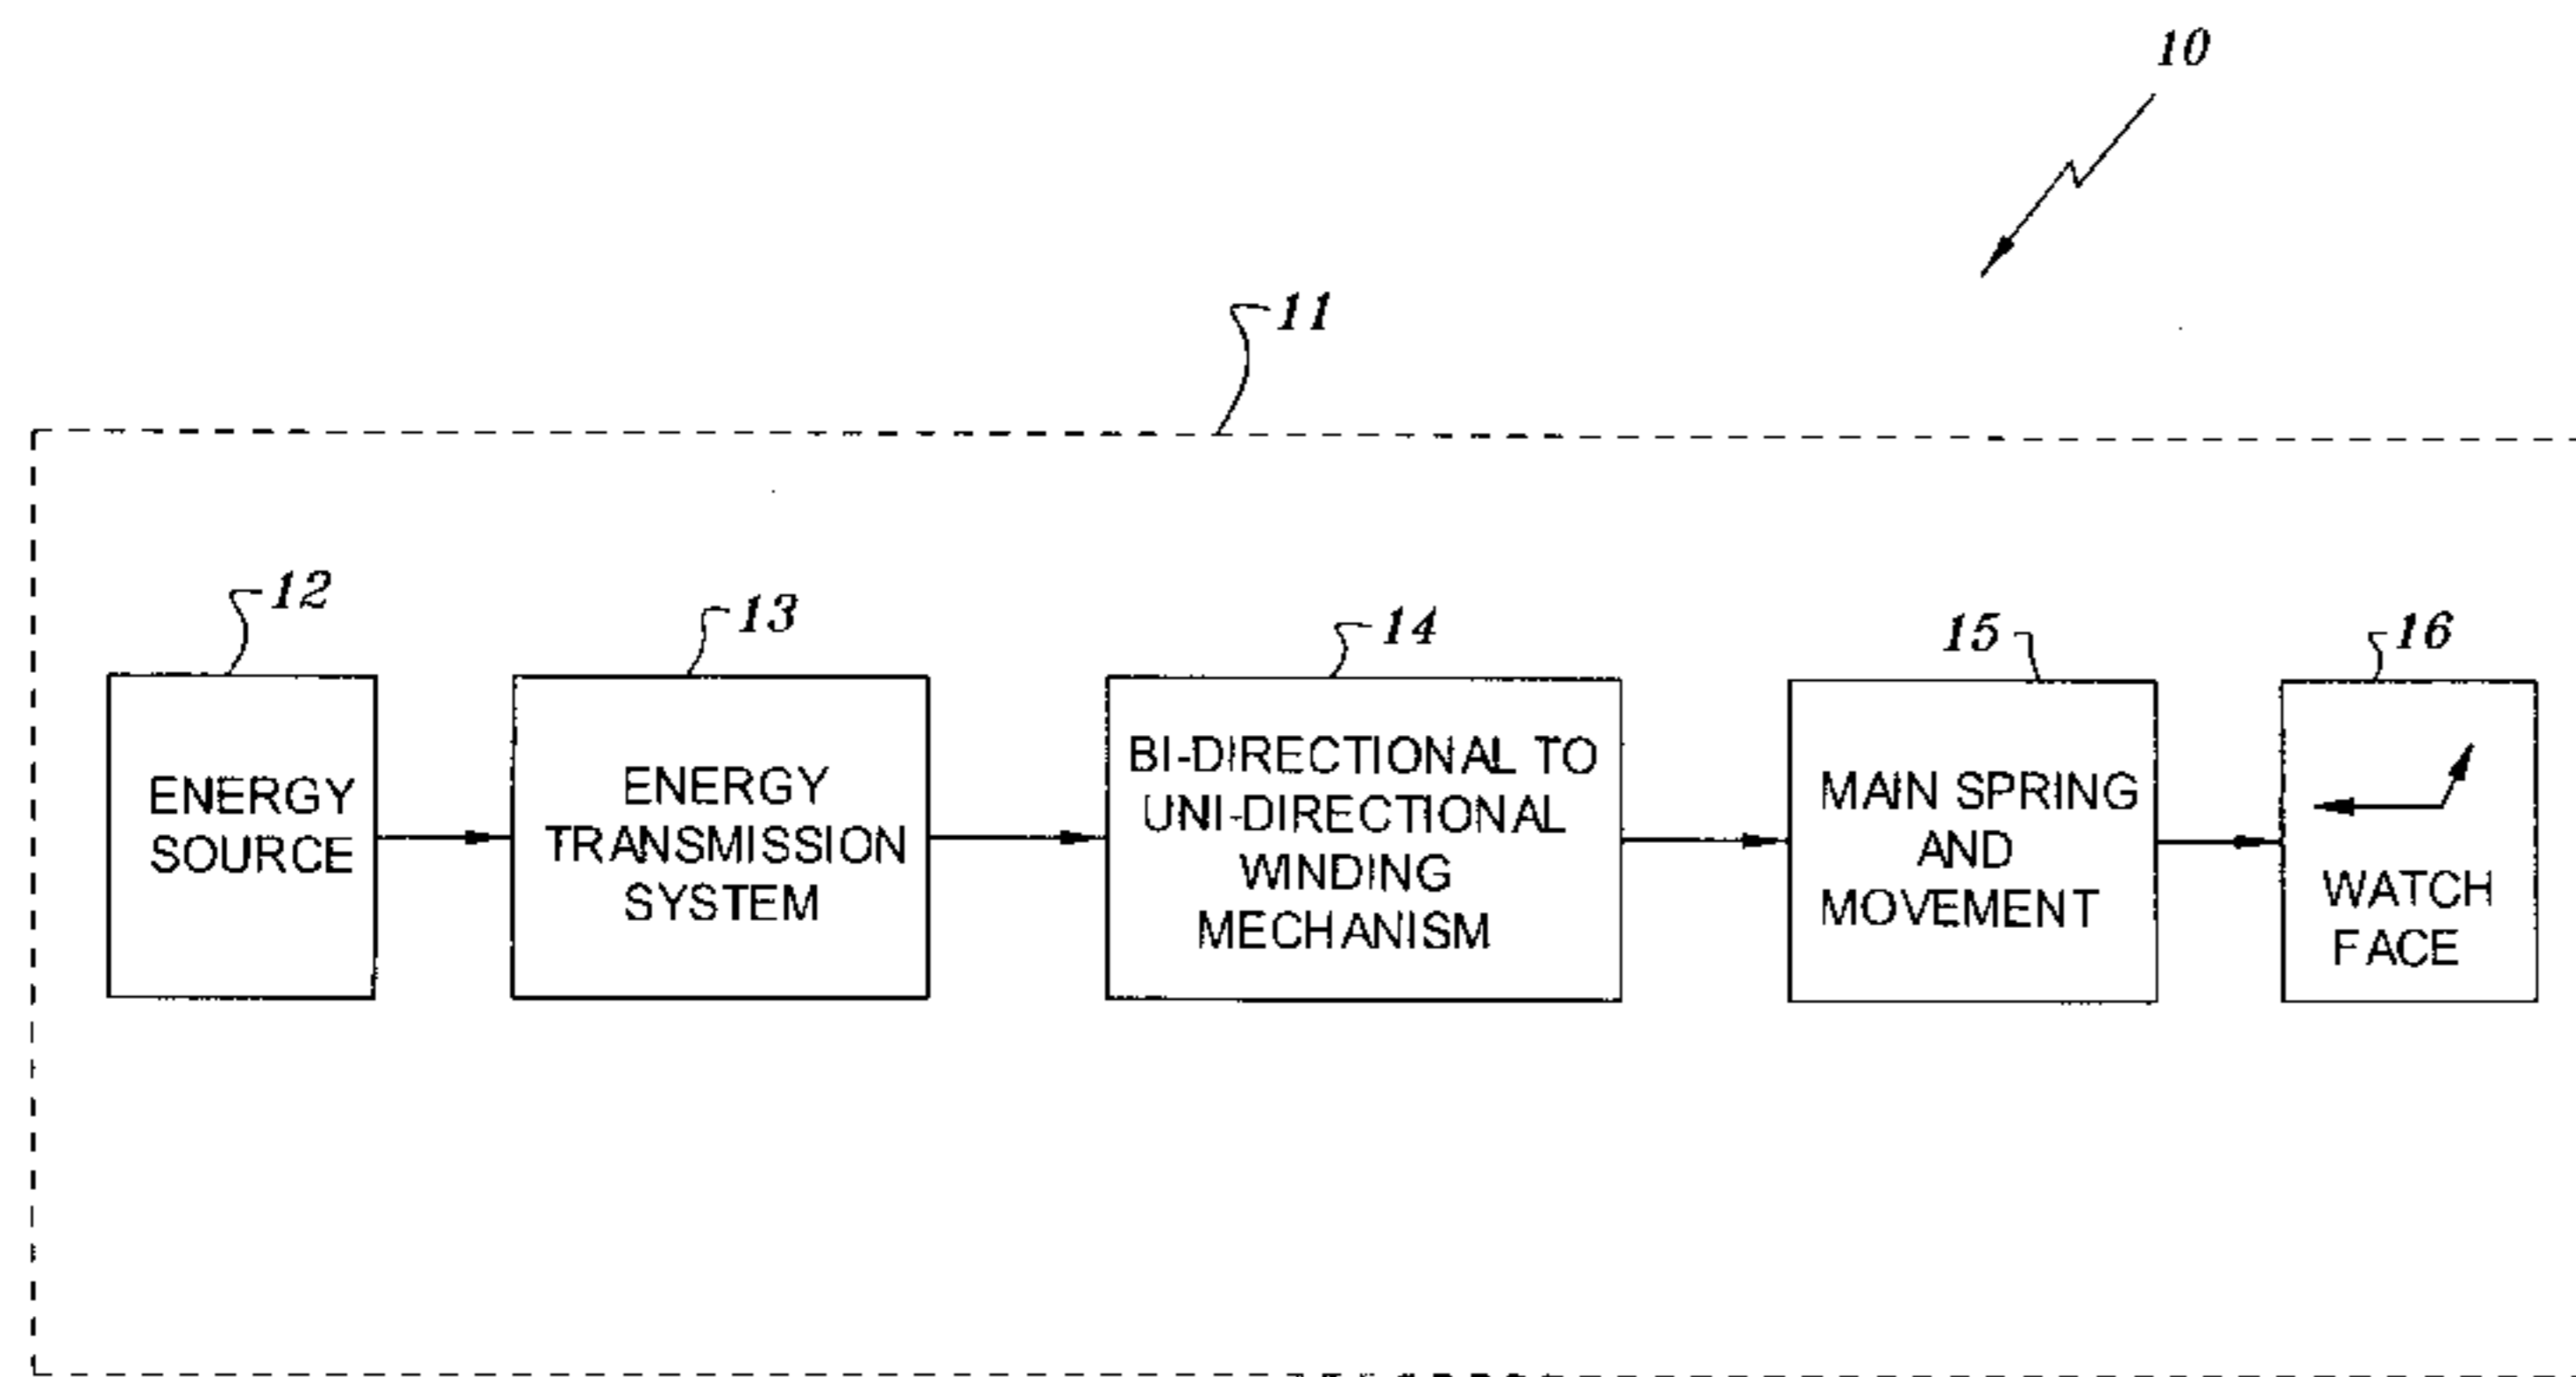 10
11
12
13
14
15
16
ENERGY
SOURCE
ENERGY
TRANSMISSION
SYSTEM
BI-DIRECTIONAL TO
UNI-DIRECTIONAL
WINDING
MECHANISM
MAIN SPRING
AND
MOVEMENT
WATCH
FACE